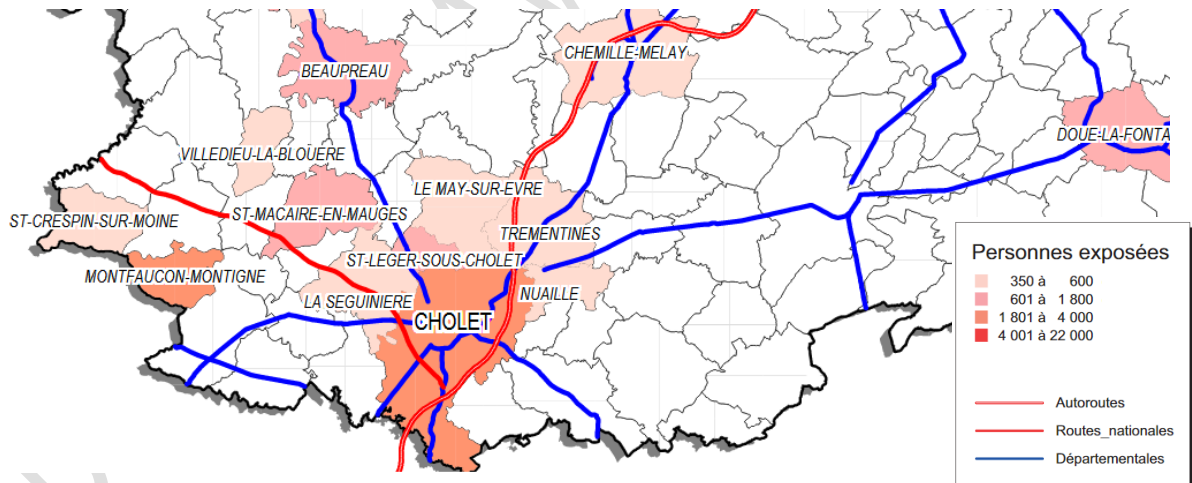 CHEMILLE-MELAY
BEAUPREAU
DOUE-LA-FONTA
VILLEDIEU-LA-BLOUERE
LE MAY-SUR-EVRE
ST-CRESPIN-SUR-MOINE
ST-MACAIRE-EN-MAUGES
TREMENTINES
ST-LEGER-SOUS-CHOLET
MONTFAUCON-MONTIGNE
NUAILLE
LA SEGUINIERE
CHOLET
Personnes exposées
350 à 600
601 à 1 800
1 801 à 4 000
4 001 à 22 000
Autoroutes
Routes_nationales
Départementales